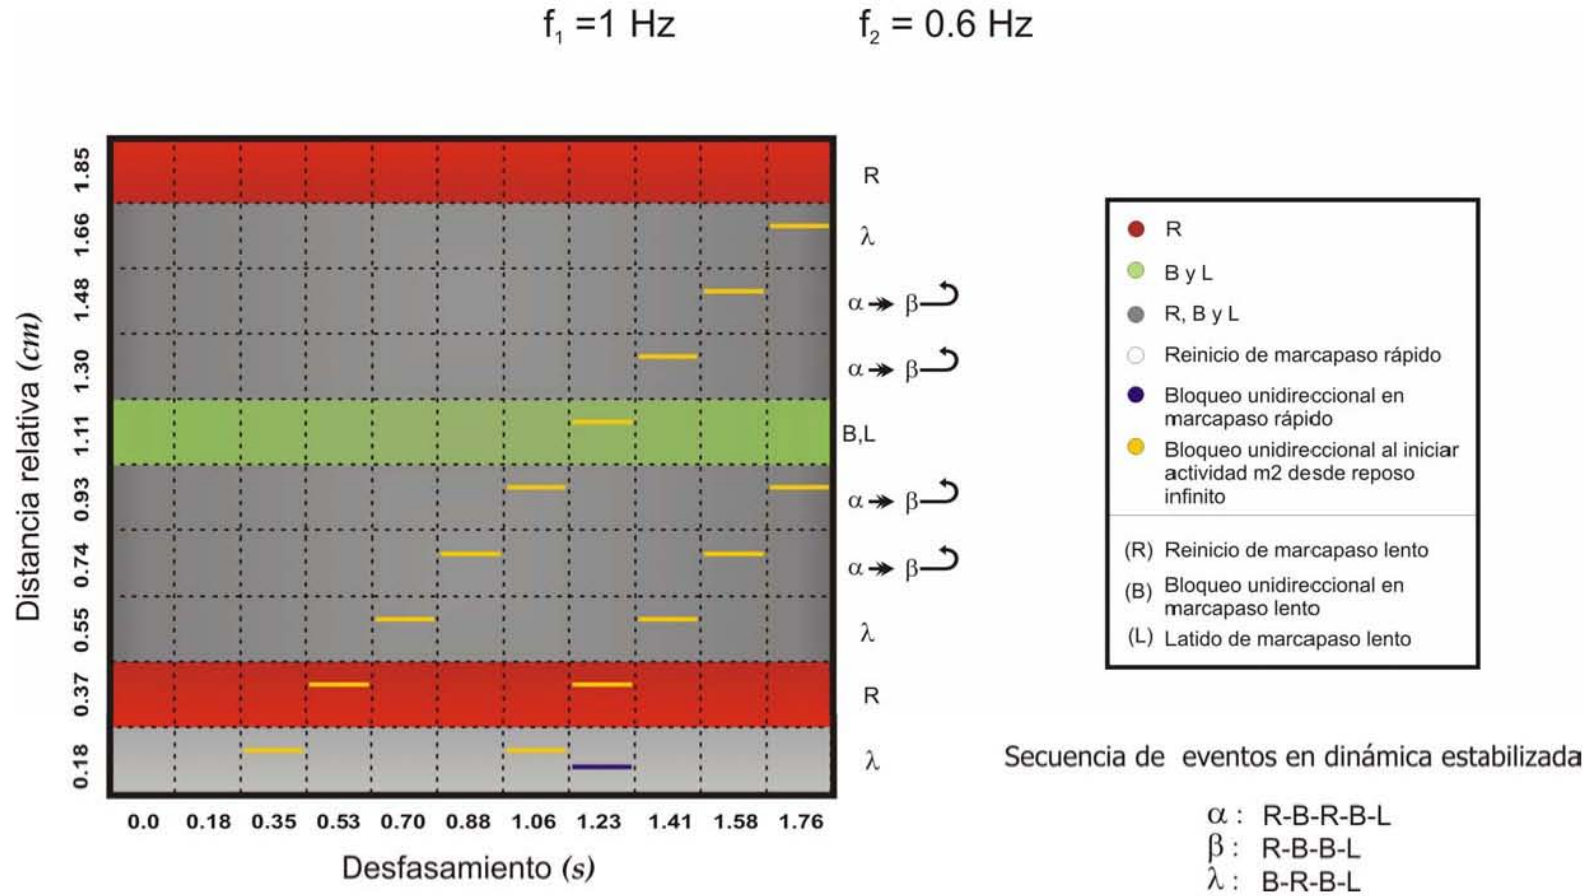 f1 =1 Hz f2 = 0.6 Hz
Distancia relativa (cm)
1.85 R
1.66 λ
1.48 α ↠ β
1.30 α ↠ β
1.11 B,L
0.93 α ↠ β
0.74 α ↠ β
0.55 λ
0.37 R
0.18 λ
0.0 0.18 0.35 0.53 0.70 0.88 1.06 1.23 1.41 1.58 1.76
Desfasamiento (s)
R
B y L
R, B y L
Reinicio de marcapaso rápido
Bloqueo unidireccional en
marcapaso rápido
Bloqueo unidireccional al iniciar
actividad m2 desde reposo
infinito
(R) Reinicio de marcapaso lento
(B) Bloqueo unidireccional en
marcapaso lento
(L) Latido de marcapaso lento
Secuencia de eventos en dinámica estabilizada
α : R-B-R-B-L
β : R-B-B-L
λ : B-R-B-L